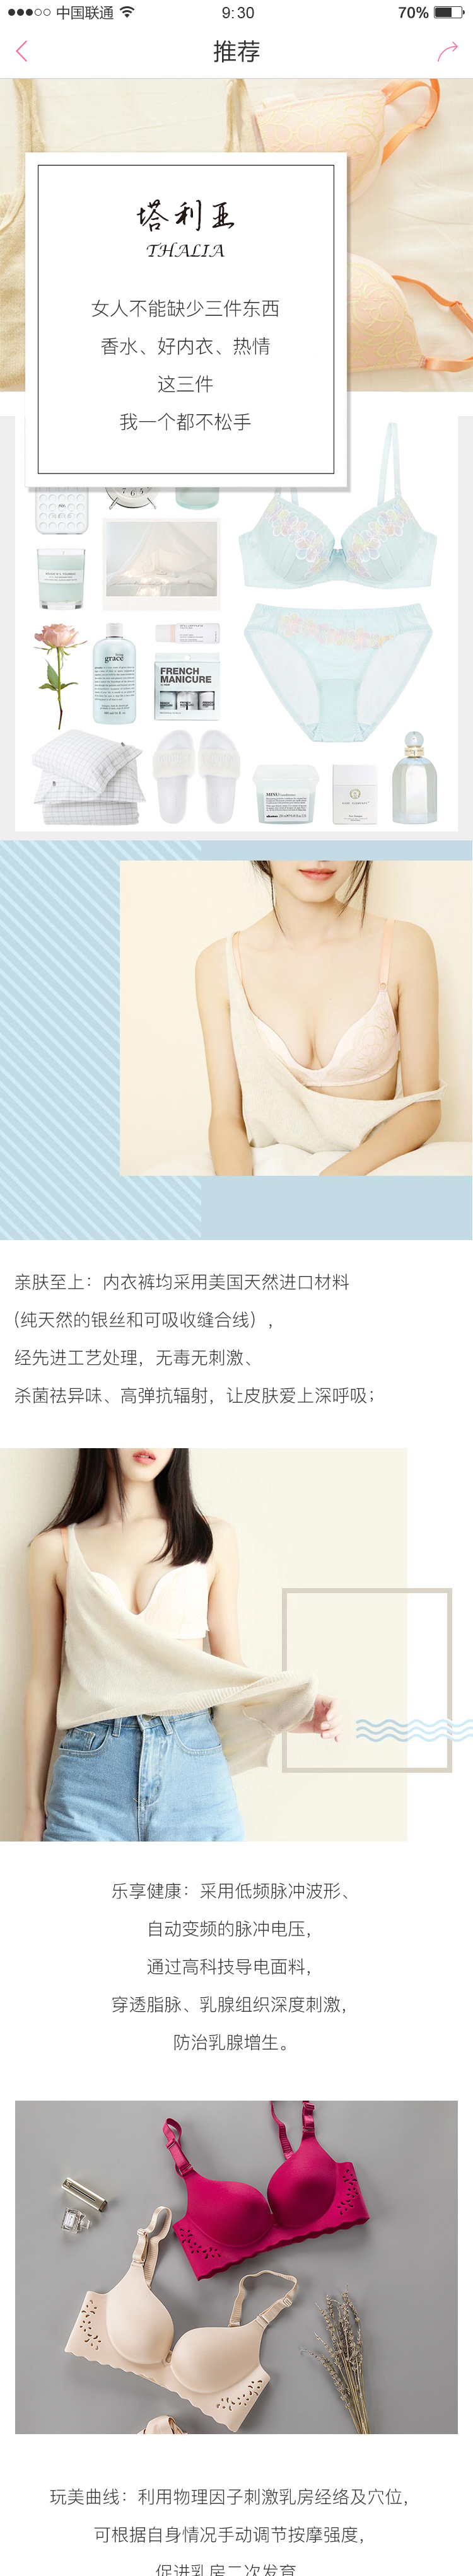 中国联通
9:30
70%
推荐
塔利亚
THALIA
女人不能缺少三件东西
香水、好内衣、热情
这三件
我一个都不松手
grace
FRENCH
MANICURE
亲肤至上：内衣裤均采用美国天然进口材料
(纯天然的银丝和可吸收缝合线)，
经先进工艺处理，无毒无刺激、
杀菌祛异味、高弹抗辐射，让皮肤爱上深呼吸；
乐享健康：采用低频脉冲波形、
自动变频的脉冲电压，
通过高科技导电面料，
穿透脂脉、乳腺组织深度刺激，
防治乳腺增生。
玩美曲线：利用物理因子刺激乳房经络及穴位，
可根据自身情况手动调节按摩强度，
促进乳房二次发育